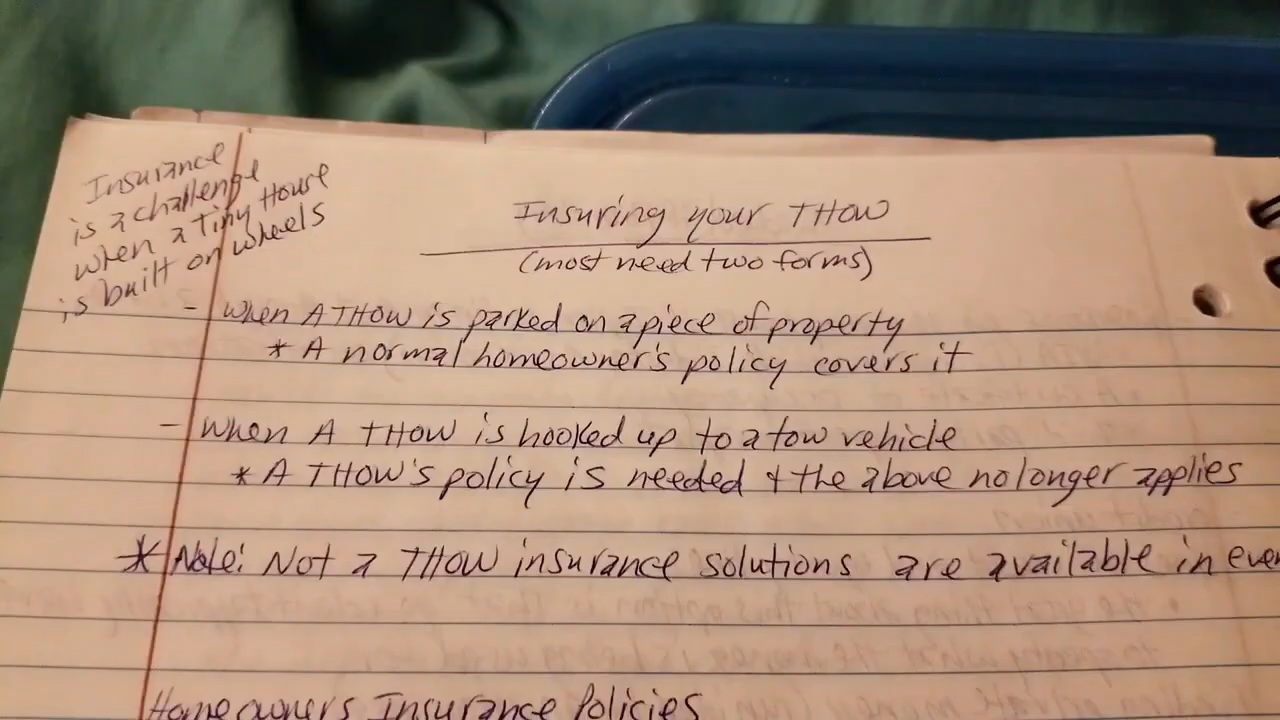 Insurance
is a challenge
when a tiny House
is built on wheels
Insuring your THOW
(most need two forms)
- When A THOW is parked on a piece of property
* A normal homeowner's policy covers it
- When A THOW is hooked up to a tow vehicle
* A THOW's policy is needed & the above no longer applies
* Note: Not a THOW insurance solutions are available in ever
Homeowners Insurance Policies